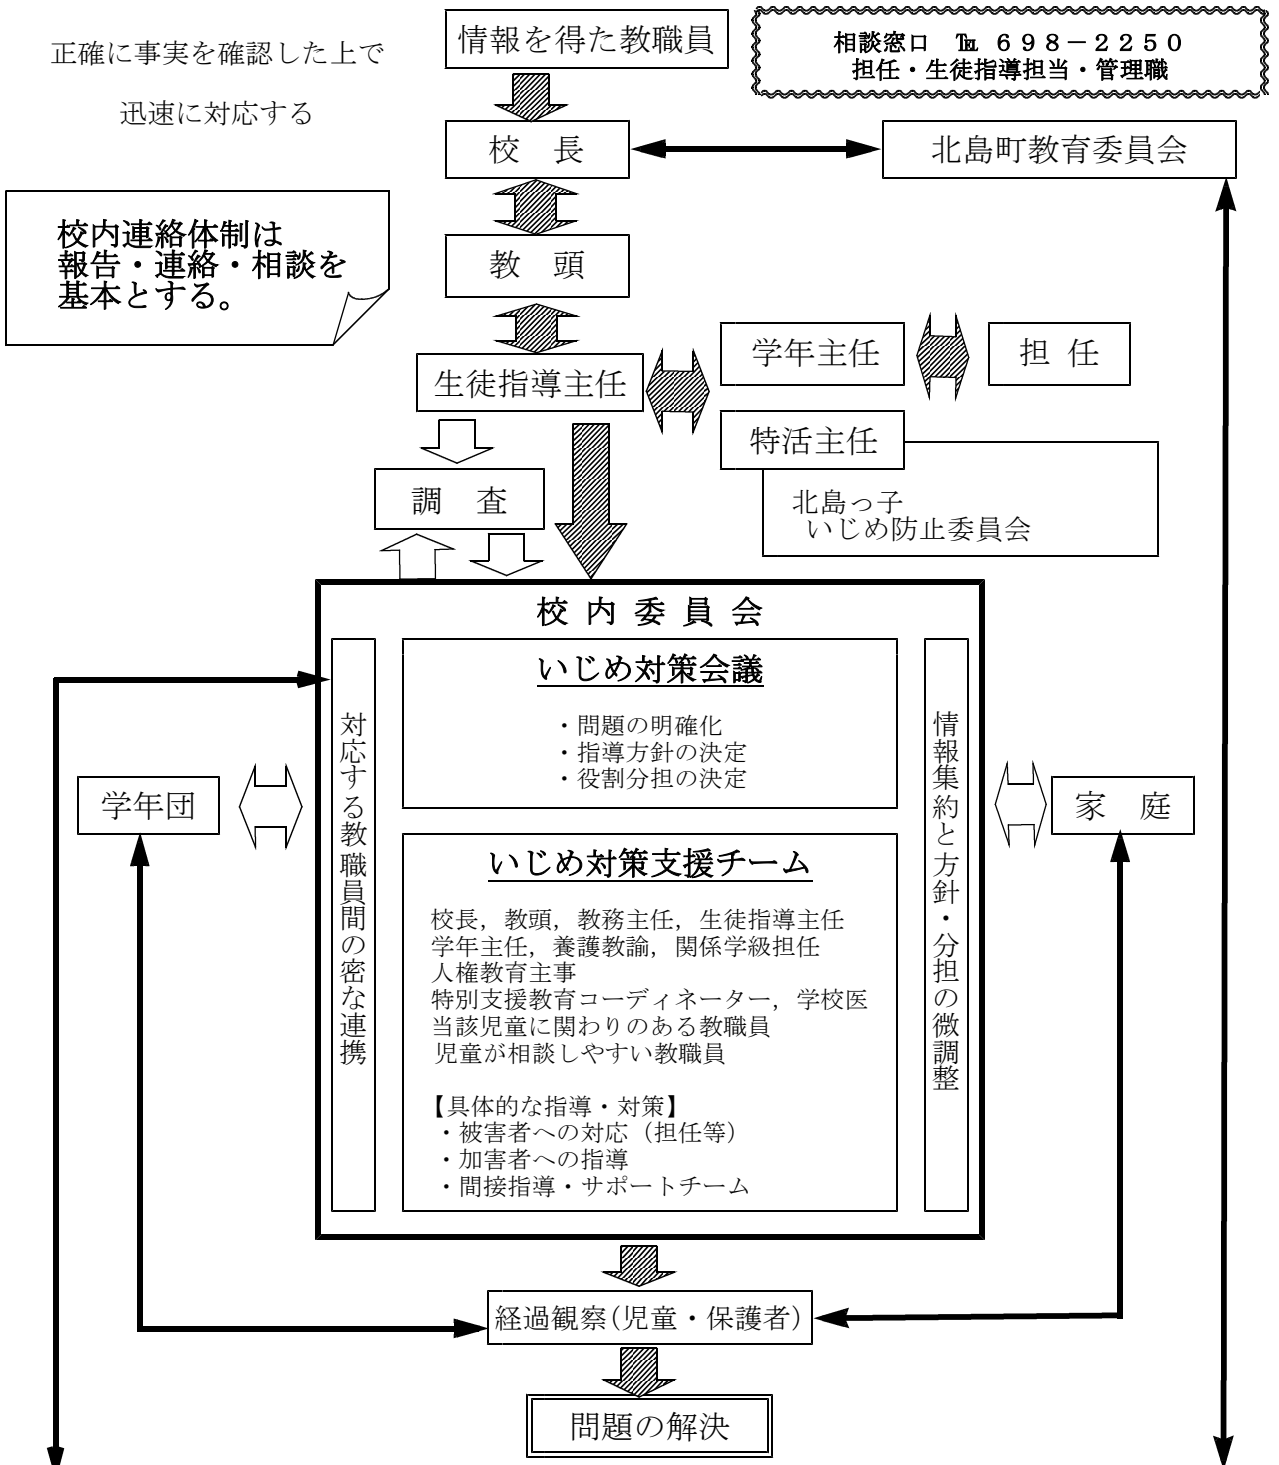 正確に事実を確認した上で
迅速に対応する
情報を得た教職員
相談窓口 ℡ 698－2250
担任・生徒指導担当・管理職
校 長
北島町教育委員会
校内連絡体制は
報告・連絡・相談を
基本とする。
教 頭
生徒指導主任
学年主任
担 任
特活主任
北島っ子
いじめ防止委員会
調 査
校 内 委 員 会
対応する教職員間の密な連携
いじめ対策会議
・問題の明確化
・指導方針の決定
・役割分担の決定
情報集約と方針・分担の微調整
学年団
家 庭
いじめ対策支援チーム
校長，教頭，教務主任，生徒指導主任
学年主任，養護教諭，関係学級担任
人権教育主事
特別支援教育コーディネーター，学校医
当該児童に関わりのある教職員
児童が相談しやすい教職員
【具体的な指導・対策】
・被害者への対応（担任等）
・加害者への指導
・間接指導・サポートチーム
経過観察(児童・保護者)
問題の解決